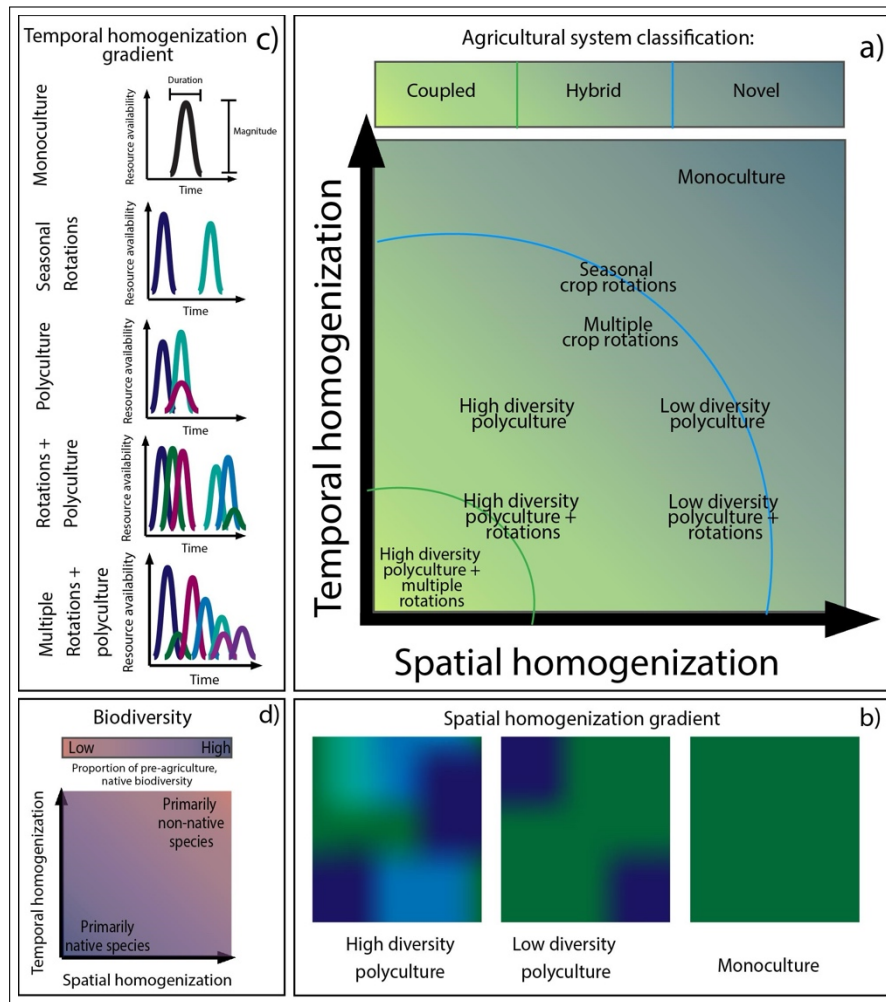 Temporal homogenization
gradient
c)
Monoculture
Duration
Magnitude
Resource availability
Time
Seasonal
Rotations
Resource availability
Time
Polyculture
Resource availability
Time
Rotations +
Polyculture
Resource availability
Time
Multiple
Rotations +
polyculture
Resource availability
Time
a)
Agricultural system classification:
Coupled
Hybrid
Novel
Temporal homogenization
Monoculture
Seasonal
crop rotations
Multiple
crop rotations
High diversity
polyculture
Low diversity
polyculture
High diversity
polyculture +
rotations
Low diversity
polyculture +
rotations
High diversity
polyculture +
multiple
rotations
Spatial homogenization
d)
Biodiversity
Low
High
Proportion of pre-agriculture,
native biodiversity
Temporal homogenization
Primarily
non-native
species
Primarily
native species
Spatial homogenization
b)
Spatial homogenization gradient
High diversity
polyculture
Low diversity
polyculture
Monoculture